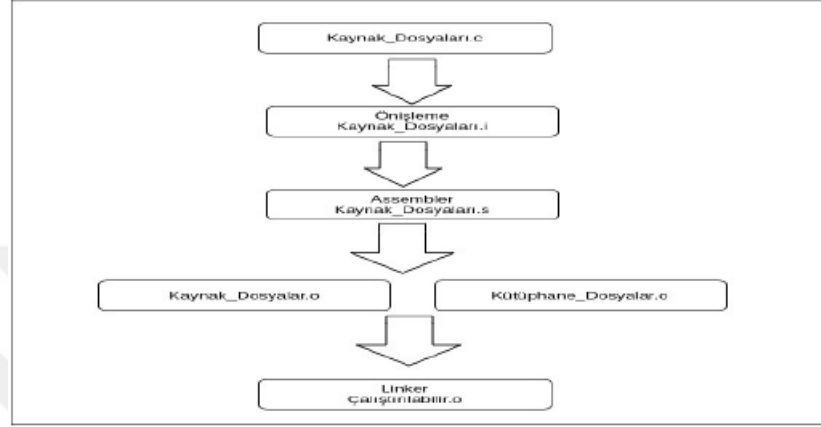 Kaynak_Dosyaları.c
Önişleme
Kaynak_Dosyaları.i
Assembler
Kaynak_Dosyaları.s
Kaynak_Dosyalar.o
Kütüphane_Dosyalar.o
Linker
Çalıştırılabilir.o